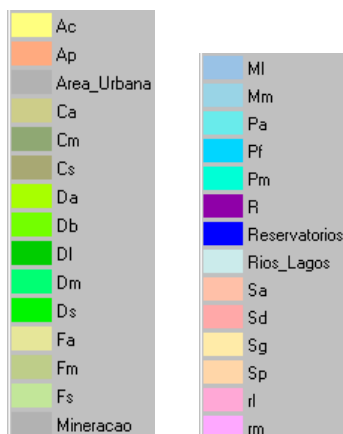 Ac
Ap
Area_Urbana
Ca
Cm
Cs
Da
Db
Dl
Dm
Ds
Fa
Fm
Fs
Mineracao
Ml
Mm
Pa
Pf
Pm
R
Reservatorios
Rios_Lagos
Sa
Sd
Sg
Sp
rl
rm